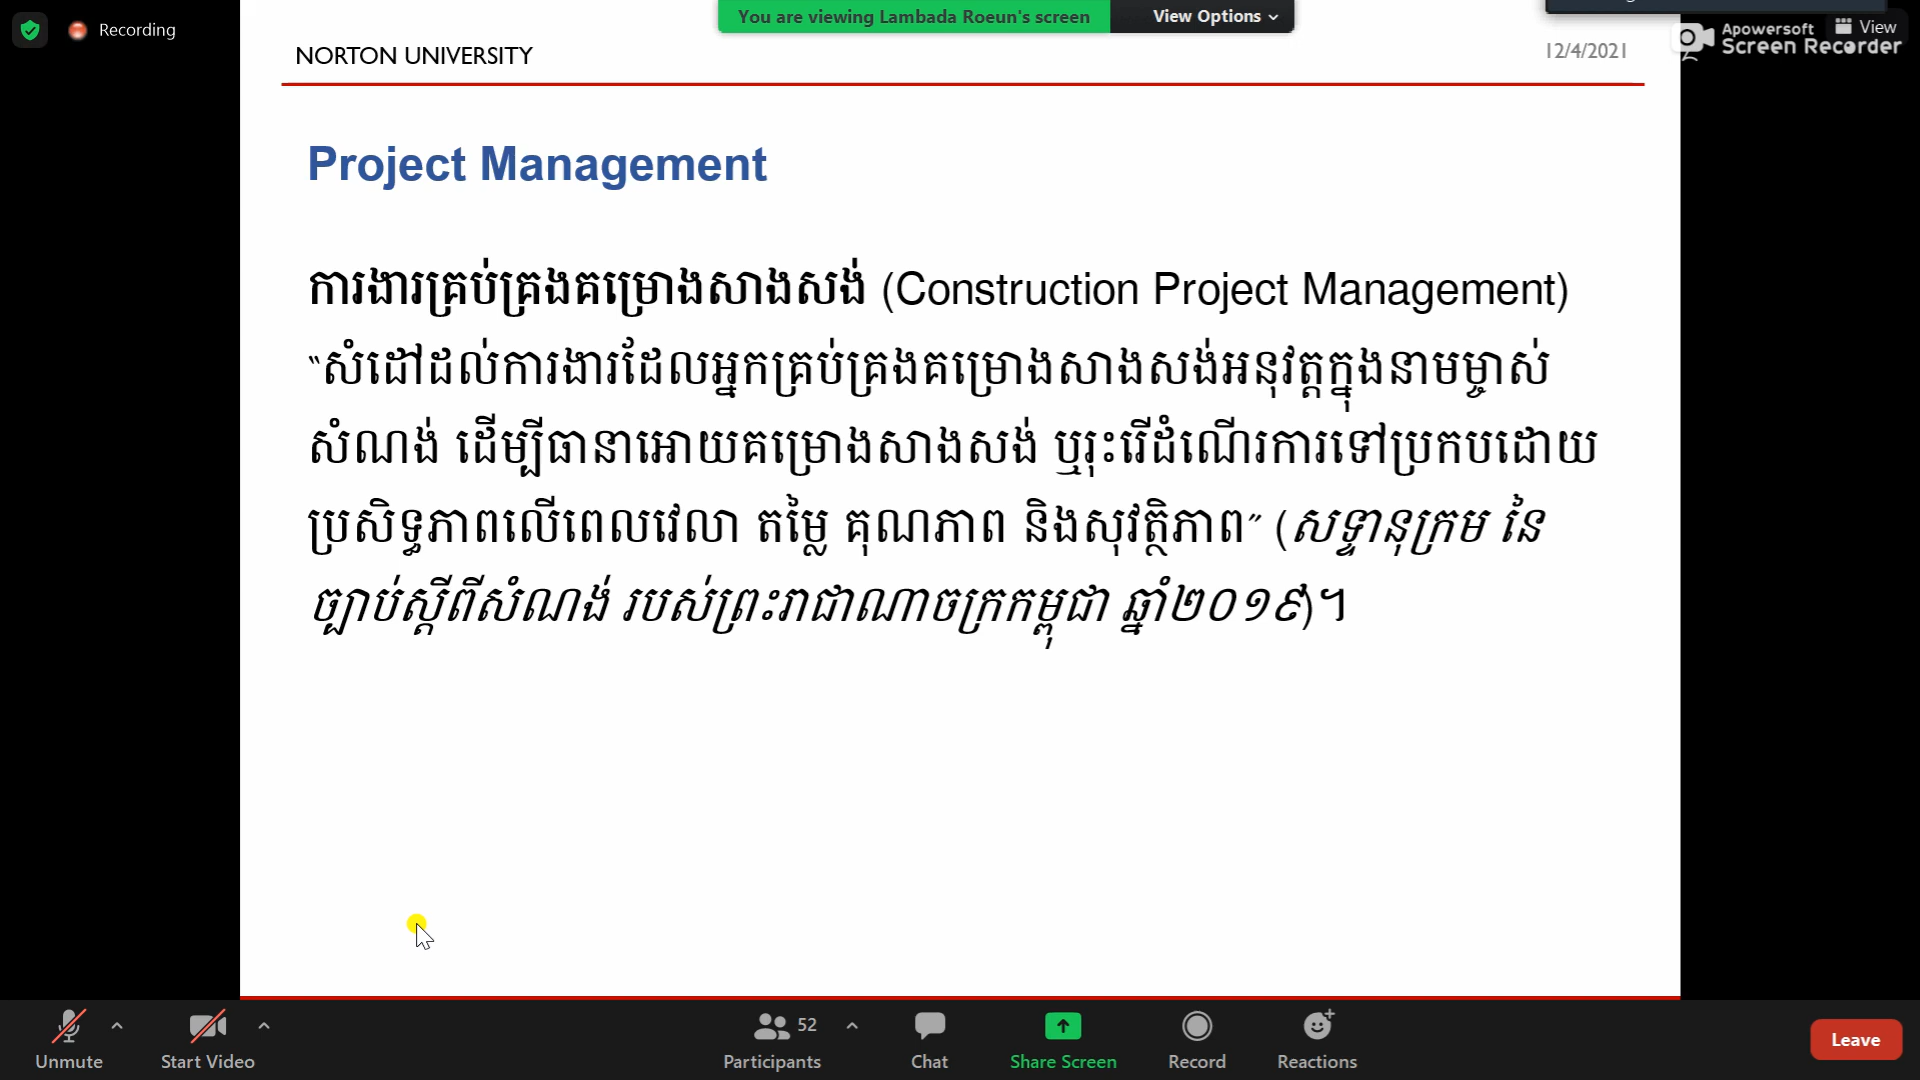 Recording
You are viewing Lambada Roeun's screen
View Options
View
Apowersoft
Screen Recorder
NORTON UNIVERSITY
12/4/2021
Project Management
ការងារគ្រប់គ្រងគម្រោងសាងសង់ (Construction Project Management)
“សំដៅដល់ការងារដែលអ្នកគ្រប់គ្រងគម្រោងសាងសង់អនុវត្តក្នុងនាមម្ចាស់
សំណង់ ដើម្បីធានាអោយគម្រោងសាងសង់ ឬរុះរើដំណើរការទៅប្រកបដោយ
ប្រសិទ្ធភាពលើពេលវេលា តម្លៃ គុណភាព និងសុវត្ថិភាព” (សទ្ទានុក្រម នៃ
ច្បាប់ស្តីពីសំណង់ របស់ព្រះរាជាណាចក្រកម្ពុជា ឆ្នាំ២០១៩)។
Unmute
Start Video
52
Participants
Chat
Share Screen
Record
Reactions
Leave